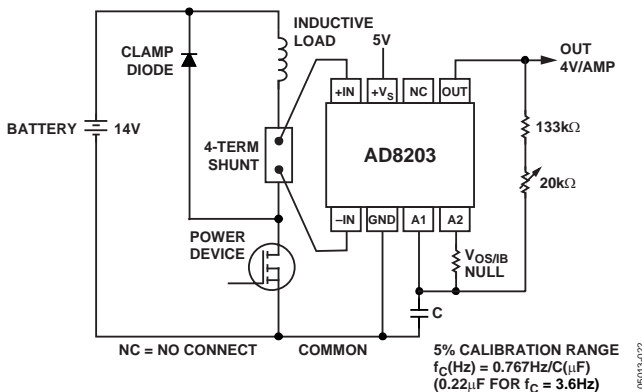 INDUCTIVE
LOAD
CLAMP
DIODE
5V
OUT
4V/AMP
+IN
+VS
NC
OUT
133kΩ
BATTERY
14V
4-TERM
SHUNT
AD8203
20kΩ
–IN
GND
A1
A2
POWER
DEVICE
VOS/IB
NULL
C
NC = NO CONNECT
COMMON
5% CALIBRATION RANGE
fC(Hz) = 0.767Hz/C(μF)
(0.22μF FOR fC = 3.6Hz)
05013-022